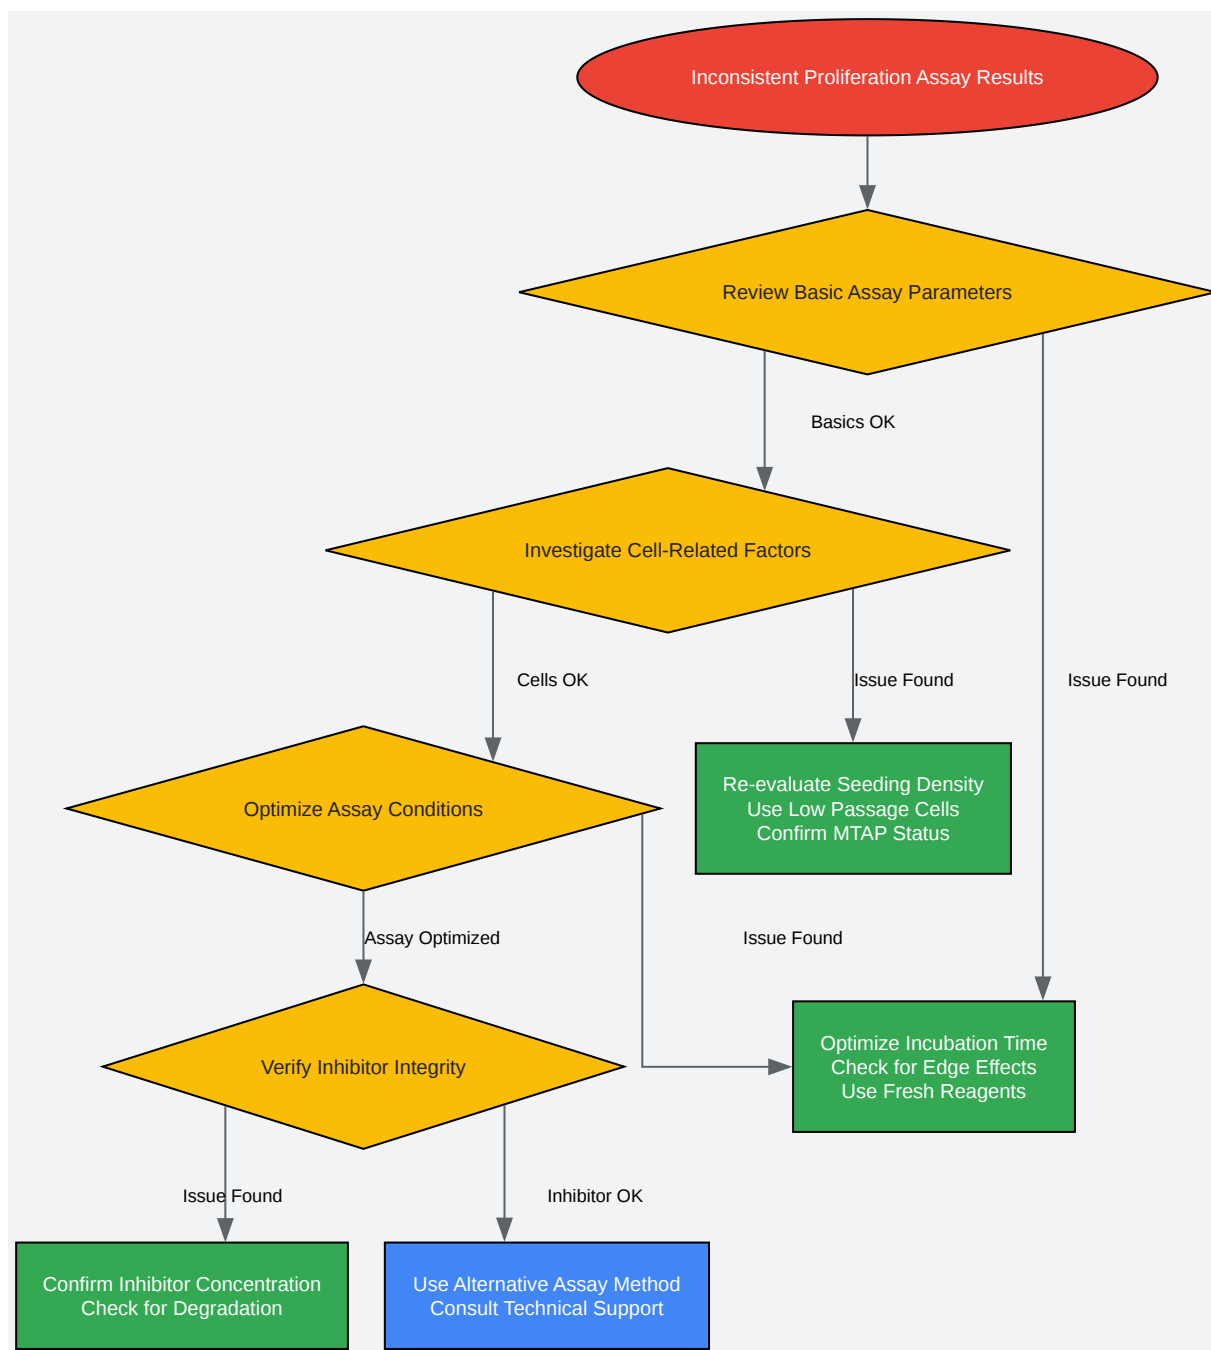 Inconsistent Proliferation Assay Results
Review Basic Assay Parameters
Basics OK
Investigate Cell-Related Factors
Cells OK
Issue Found
Issue Found
Re-evaluate Seeding Density
Use Low Passage Cells
Confirm MTAP Status
Optimize Assay Conditions
Assay Optimized
Issue Found
Optimize Incubation Time
Check for Edge Effects
Use Fresh Reagents
Verify Inhibitor Integrity
Issue Found
Inhibitor OK
Confirm Inhibitor Concentration
Check for Degradation
Use Alternative Assay Method
Consult Technical Support